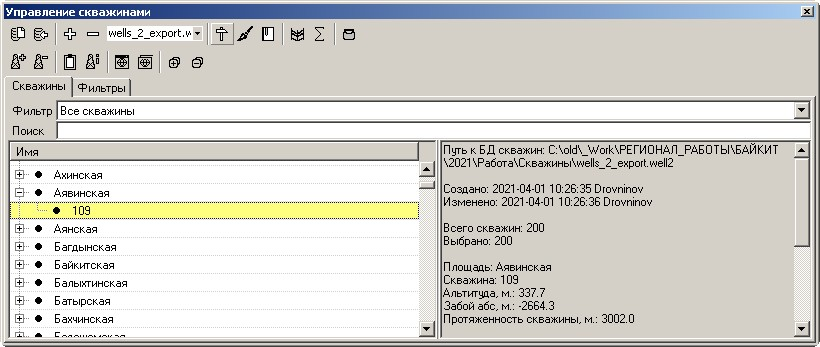 Управление скважинами
wells_2_export.w
Скважины Фильтры
Фильтр Все скважины
Поиск
Имя
Ахинская
Аявинская
109
Аянская
Багдынская
Байкитская
Балыхтинская
Батырская
Бахчинская
Путь к БД скважин: C:\old\_Work\РЕГИОНАЛ_РАБОТЫ\БАЙКИТ
\2021\Работа\Скважины\wells_2_export.well2
Создано: 2021-04-01 10:26:35 Drovninov
Изменено: 2021-04-01 10:26:36 Drovninov
Всего скважин: 200
Выбрано: 200
Площадь: Аявинская
Скважина: 109
Альтитуда, м.: 337.7
Забой абс, м.: -2664.3
Протяженность скважины, м.: 3002.0